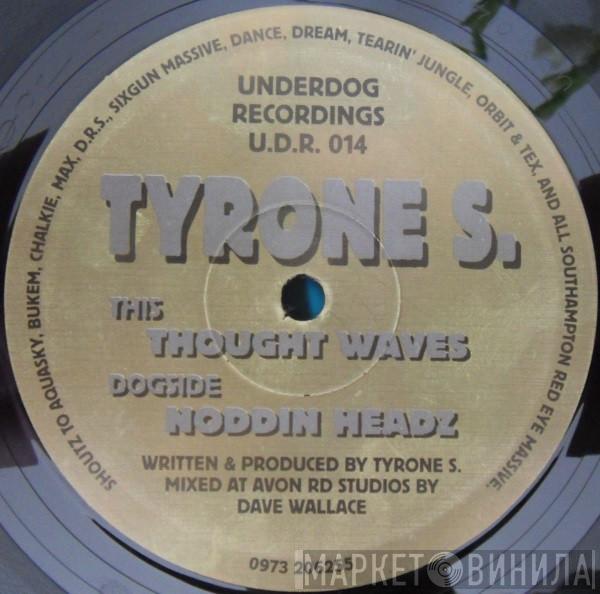 SHOUTZ TO AQUASKY, BUKEM, CHALKIE, MAX, D.R.S., SIXGUN MASSIVE, DANCE, DREAM, TEARIN' JUNGLE, ORBIT & TEX, AND ALL SOUTHAMPTON RED EYE MASSIVE.
UNDERDOG
RECORDINGS
U.D.R. 014
TYRONE S.
THIS
THOUGHT WAVES
DOGSIDE
NODDIN HEADZ
WRITTEN & PRODUCED BY TYRONE S.
MIXED AT AVON RD STUDIOS BY
DAVE WALLACE
0973 206255
МАРКЕТ ВИНИЛА